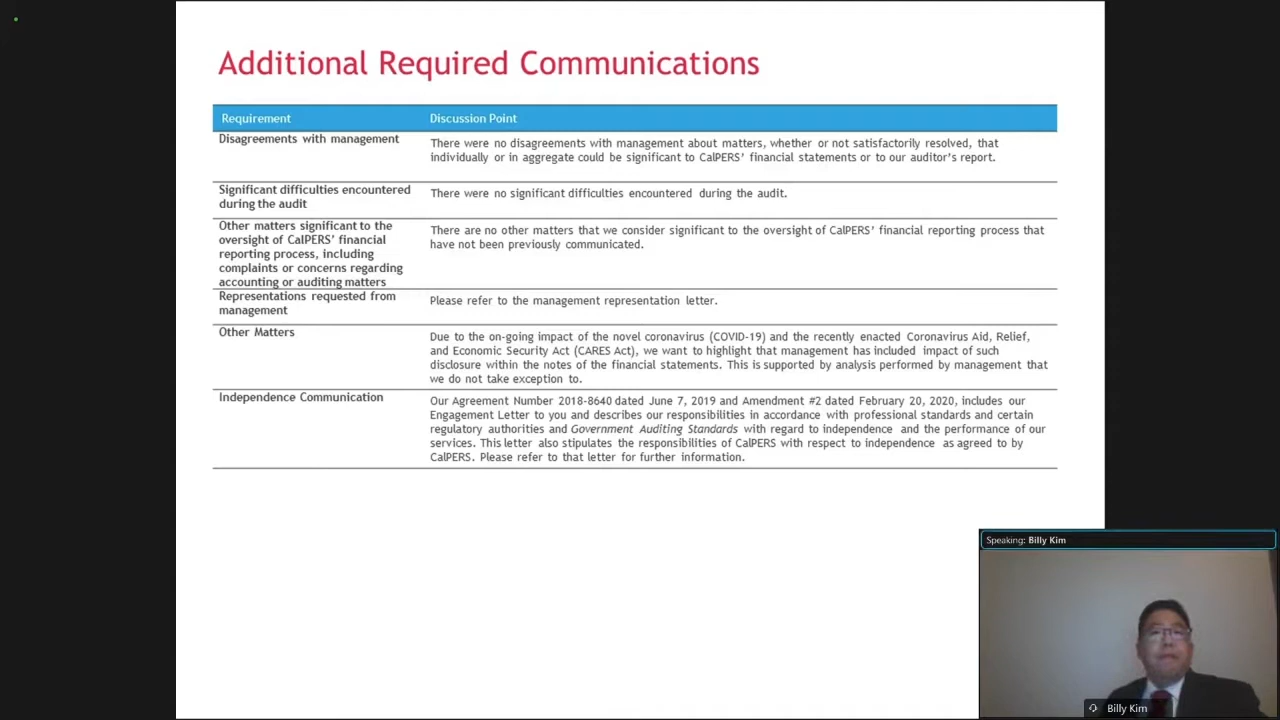 Additional Required Communications
Requirement
Discussion Point
Disagreements with management
There were no disagreements with management about matters, whether or not satisfactorily resolved, that
individually or in aggregate could be significant to CalPERS’ financial statements or to our auditor’s report.
Significant difficulties encountered
during the audit
There were no significant difficulties encountered during the audit.
Other matters significant to the
oversight of CalPERS’ financial
reporting process, including
complaints or concerns regarding
accounting or auditing matters
There are no other matters that we consider significant to the oversight of CalPERS’ financial reporting process that
have not been previously communicated.
Representations requested from
management
Please refer to the management representation letter.
Other Matters
Due to the on-going impact of the novel coronavirus (COVID-19) and the recently enacted Coronavirus Aid, Relief,
and Economic Security Act (CARES Act), we want to highlight that management has included impact of such
disclosure within the notes of the financial statements. This is supported by analysis performed by management that
we do not take exception to.
Independence Communication
Our Agreement Number 2018-8640 dated June 7, 2019 and Amendment #2 dated February 20, 2020, includes our
Engagement Letter to you and describes our responsibilities in accordance with professional standards and certain
regulatory authorities and Government Auditing Standards with regard to independence and the performance of our
services. This letter also stipulates the responsibilities of CalPERS with respect to independence as agreed to by
CalPERS. Please refer to that letter for further information.
Speaking: Billy Kim
Billy Kim